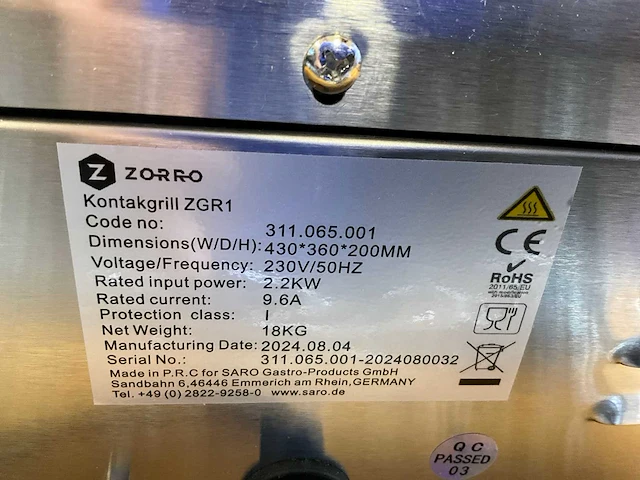 Z ZORRO
Kontakgrill ZGR1
Code no: 311.065.001
Dimensions(W/D/H): 430*360*200MM
Voltage/Frequency: 230V/50HZ
Rated input power: 2.2KW
Rated current: 9.6A
Protection class: I
Net Weight: 18KG
Manufacturing Date: 2024.08.04
Serial No.: 311.065.001-2024080032
Made in P.R.C for SARO Gastro-Products GmbH
Sandbahn 6,46446 Emmerich am Rhein,GERMANY
Tel. +49 (0) 2822-9258-0 www.saro.de
CE
RoHS
2011/65/EU
QC
PASSED
03